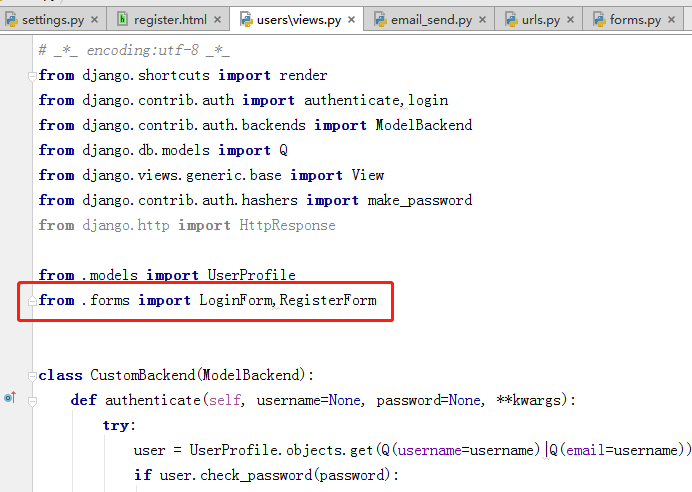 settings.py × register.html × users\views.py × email_send.py × urls.py × forms.py ×
# _*_ encoding:utf-8 _*_
from django.shortcuts import render
from django.contrib.auth import authenticate,login
from django.contrib.auth.backends import ModelBackend
from django.db.models import Q
from django.views.generic.base import View
from django.contrib.auth.hashers import make_password
from django.http import HttpResponse
from .models import UserProfile
from .forms import LoginForm,RegisterForm
class CustomBackend(ModelBackend):
def authenticate(self, username=None, password=None, **kwargs):
try:
user = UserProfile.objects.get(Q(username=username)|Q(email=username))
if user.check_password(password):